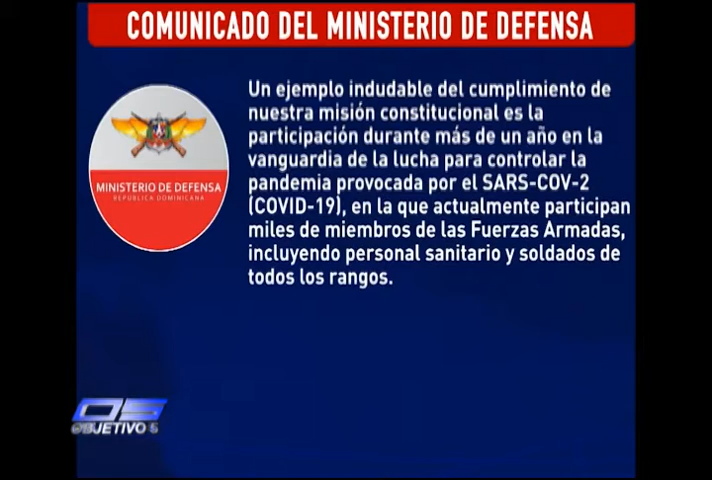 COMUNICADO DEL MINISTERIO DE DEFENSA
Un ejemplo indudable del cumplimiento de
nuestra misión constitucional es la
participación durante más de un año en la
vanguardia de la lucha para controlar la
pandemia provocada por el SARS-COV-2
(COVID-19), en la que actualmente participan
miles de miembros de las Fuerzas Armadas,
incluyendo personal sanitario y soldados de
todos los rangos.
MINISTERIO DE DEFENSA
REPÚBLICA DOMINICANA
O5
OBJETIVO 5